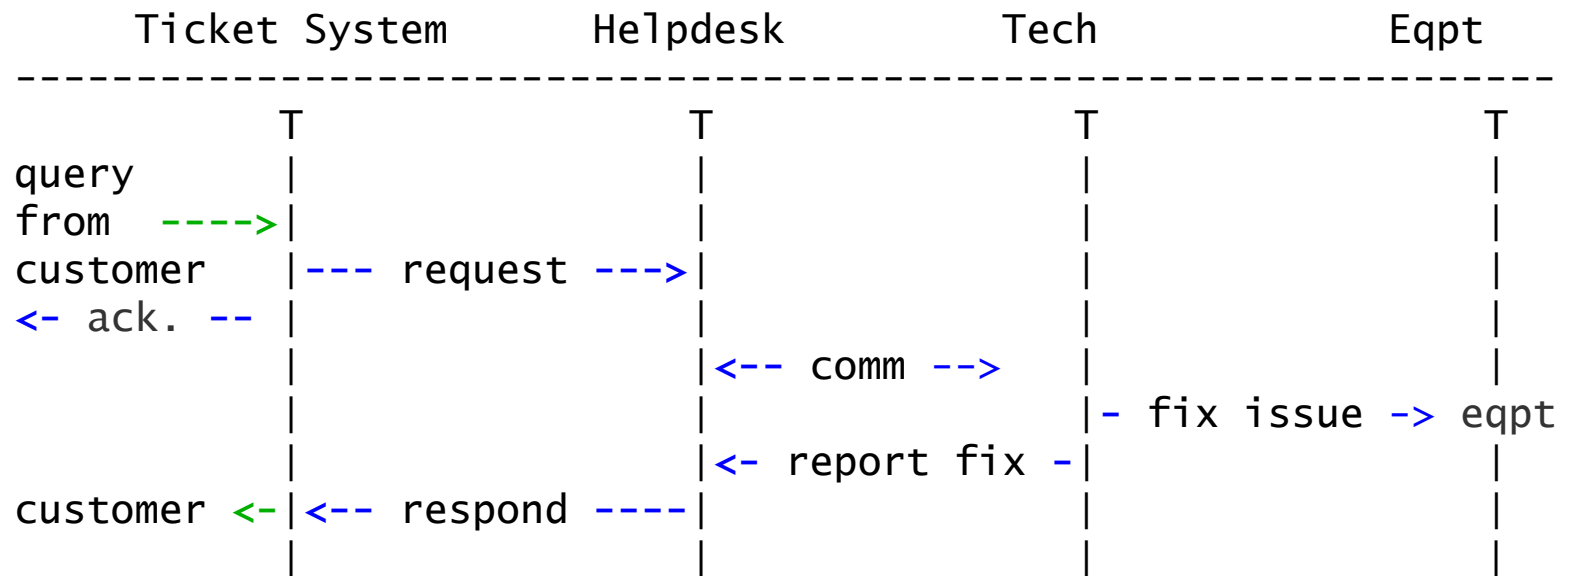 Ticket System Helpdesk Tech Eqpt
-----------------------------------------------------------------
T T T T
query | | | |
from ---->| | | |
customer |--- request --->| | |
<- ack. -- | | | |
| |<-- comm --> | |
| | |- fix issue -> eqpt
| |<- report fix -| |
customer <-|<-- respond ----| | |
| | | |